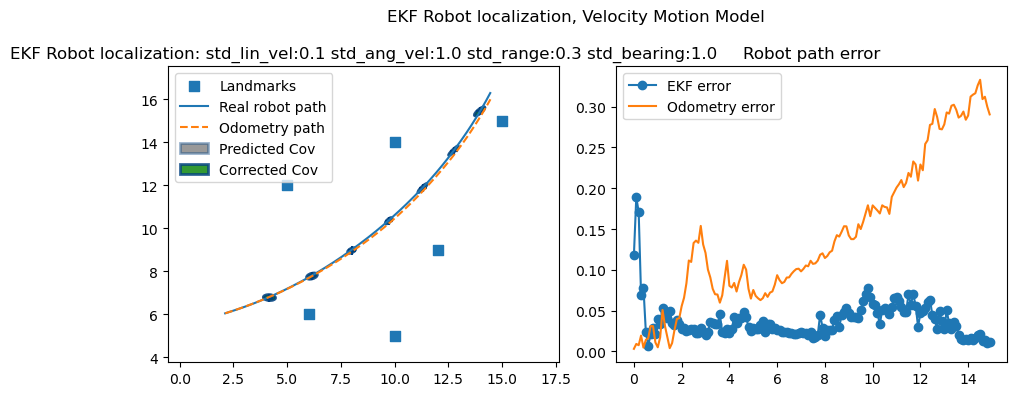 EKF Robot localization, Velocity Motion Model
EKF Robot localization: std_lin_vel:0.1 std_ang_vel:1.0 std_range:0.3 std_bearing:1.0
Landmarks
Real robot path
Odometry path
Predicted Cov
Corrected Cov
16
14
12
10
8
6
4
0.0 2.5 5.0 7.5 10.0 12.5 15.0 17.5
Robot path error
EKF error
Odometry error
0.30
0.25
0.20
0.15
0.10
0.05
0.00
0 2 4 6 8 10 12 14